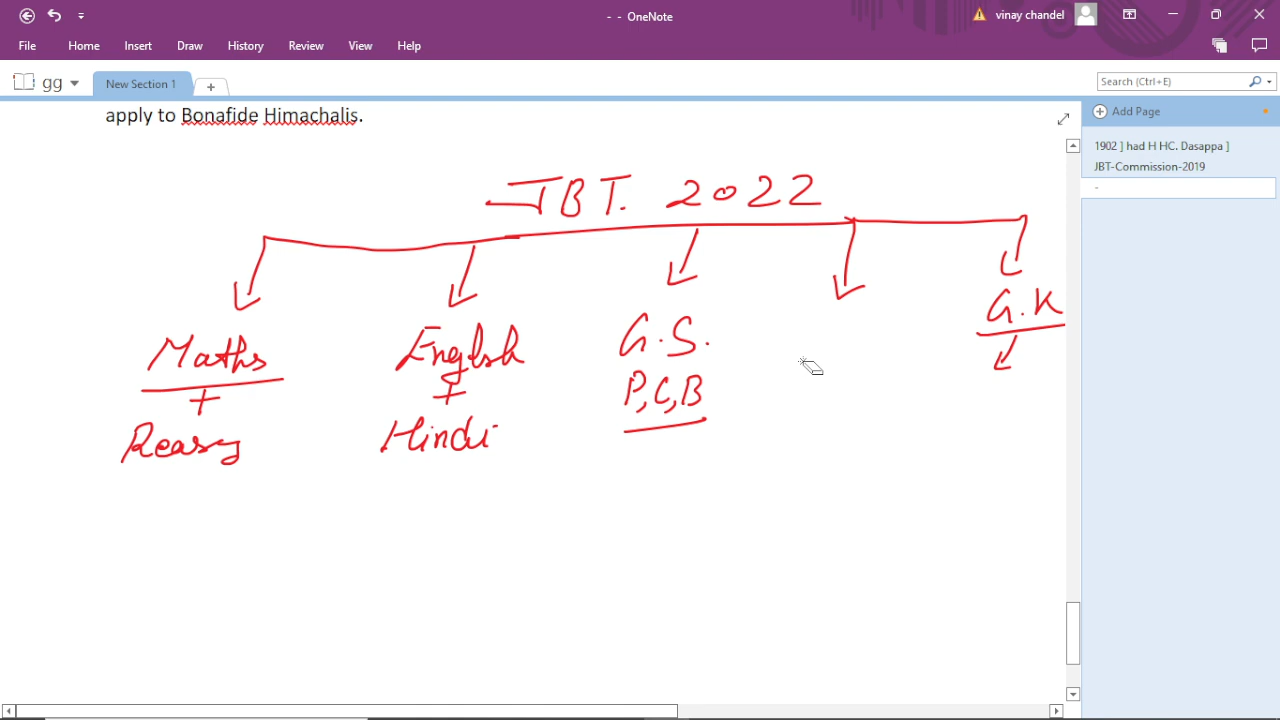 - - OneNote
vinay chandel
File Home Insert Draw History Review View Help
gg New Section 1 +
Search (Ctrl+E)
Add Page
1902 ] had H HC. Dasappa ]
JBT-Commission-2019
-
apply to Bonafide Himachalis.
JBT. 2022
Maths
+
Reasng
English
+
Hindi
G.S.
P,C,B
G.K